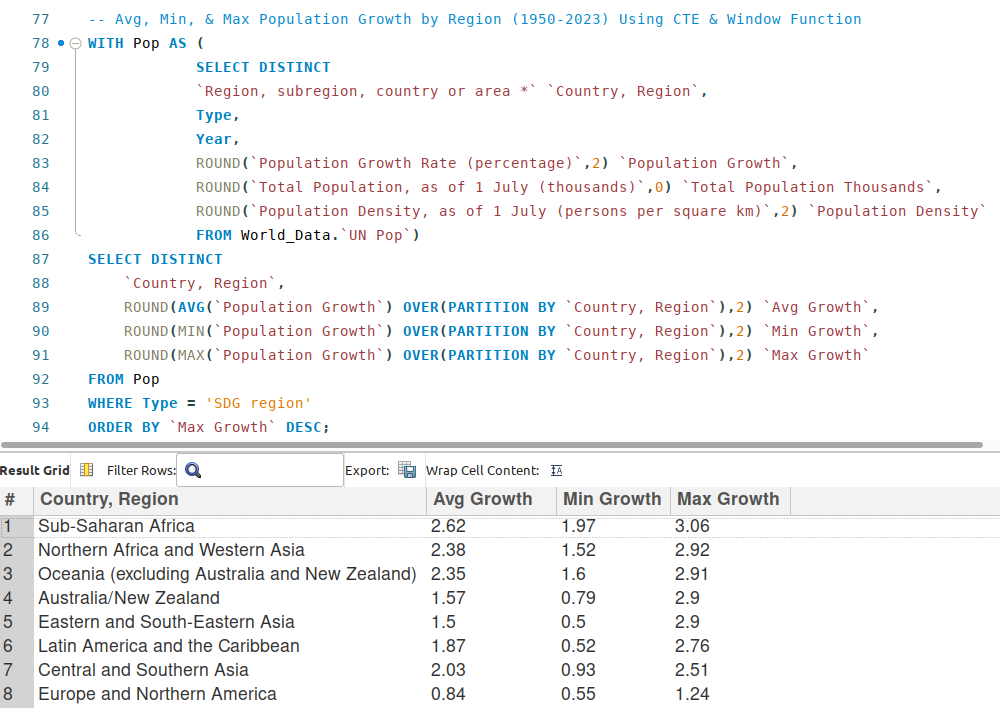 77 -- Avg, Min, & Max Population Growth by Region (1950-2023) Using CTE & Window Function
78 WITH Pop AS (
79 SELECT DISTINCT
80 `Region, subregion, country or area *` `Country, Region`,
81 Type,
82 Year,
83 ROUND(`Population Growth Rate (percentage)`,2) `Population Growth`,
84 ROUND(`Total Population, as of 1 July (thousands)`,0) `Total Population Thousands`,
85 ROUND(`Population Density, as of 1 July (persons per square km)`,2) `Population Density`
86 FROM World_Data.`UN Pop`)
87 SELECT DISTINCT
88 `Country, Region`,
89 ROUND(AVG(`Population Growth`) OVER(PARTITION BY `Country, Region`),2) `Avg Growth`,
90 ROUND(MIN(`Population Growth`) OVER(PARTITION BY `Country, Region`),2) `Min Growth`,
91 ROUND(MAX(`Population Growth`) OVER(PARTITION BY `Country, Region`),2) `Max Growth`
92 FROM Pop
93 WHERE Type = 'SDG region'
94 ORDER BY `Max Growth` DESC;
Result Grid Filter Rows: Export: Wrap Cell Content: IA
# Country, Region Avg Growth Min Growth Max Growth
1 Sub-Saharan Africa 2.62 1.97 3.06
2 Northern Africa and Western Asia 2.38 1.52 2.92
3 Oceania (excluding Australia and New Zealand) 2.35 1.6 2.91
4 Australia/New Zealand 1.57 0.79 2.9
5 Eastern and South-Eastern Asia 1.5 0.5 2.9
6 Latin America and the Caribbean 1.87 0.52 2.76
7 Central and Southern Asia 2.03 0.93 2.51
8 Europe and Northern America 0.84 0.55 1.24